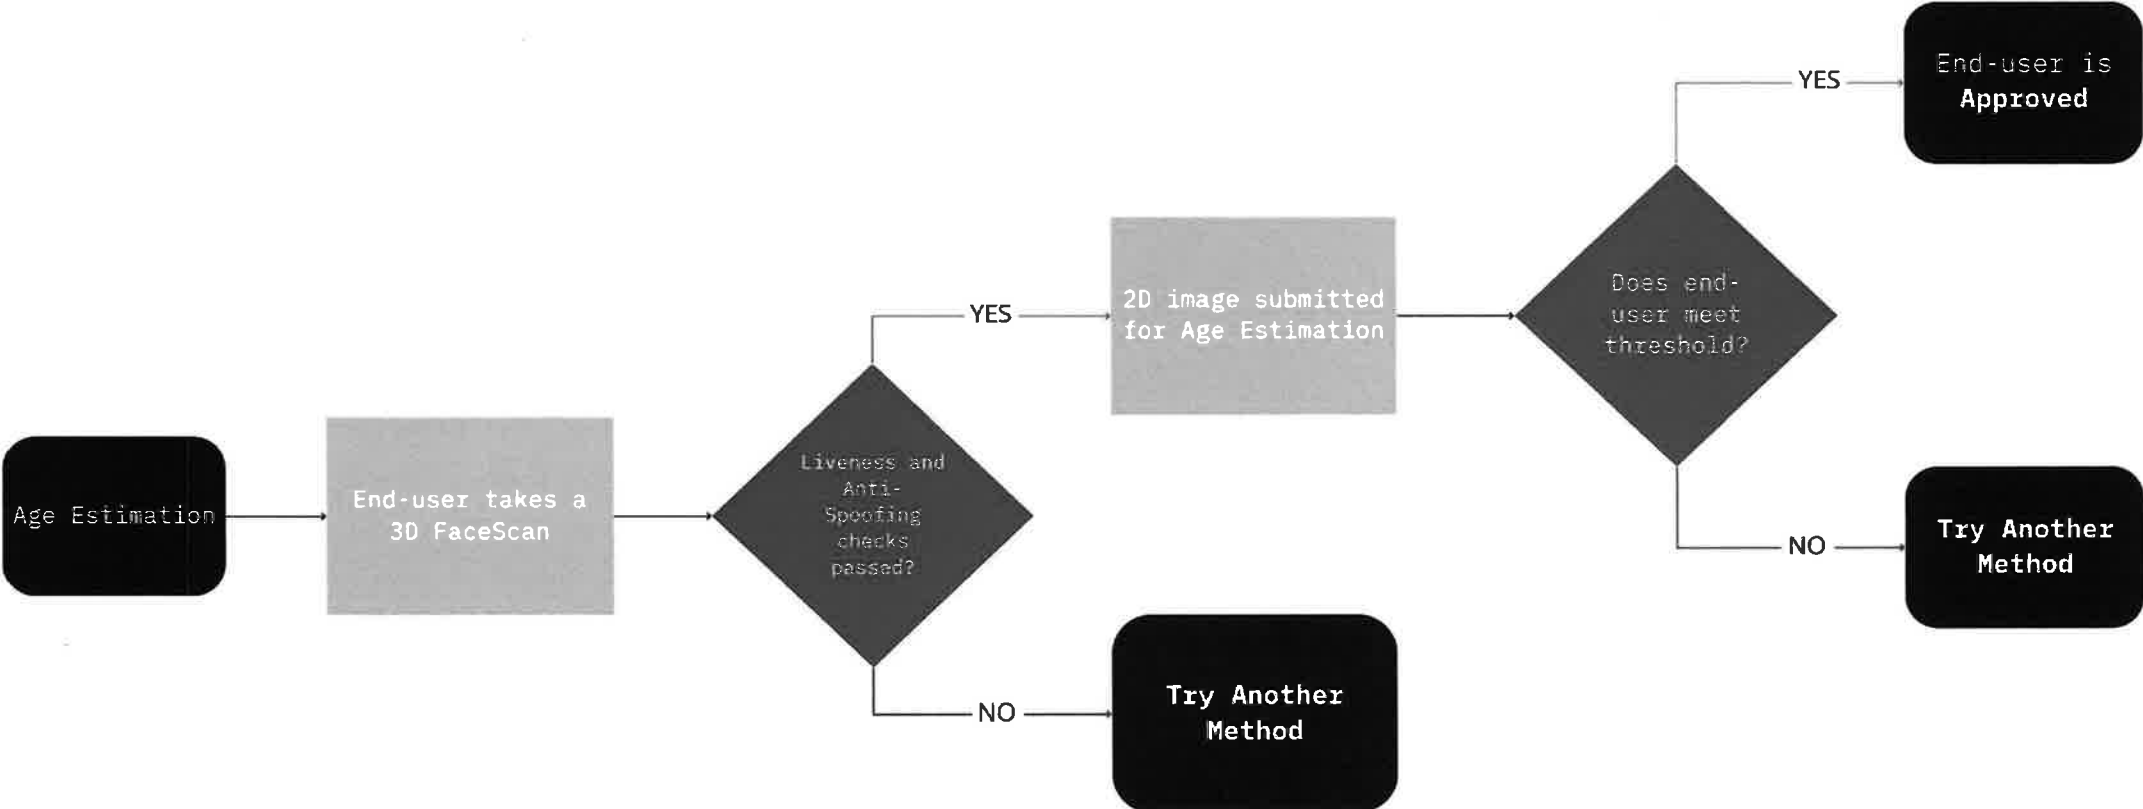 Age Estimation
End-user takes a
3D FaceScan
Liveness and
Anti-
Spoofing
checks
passed?
YES
2D image submitted
for Age Estimation
NO
Try Another
Method
Does end-
user meet
threshold?
YES
End-user is
Approved
NO
Try Another
Method